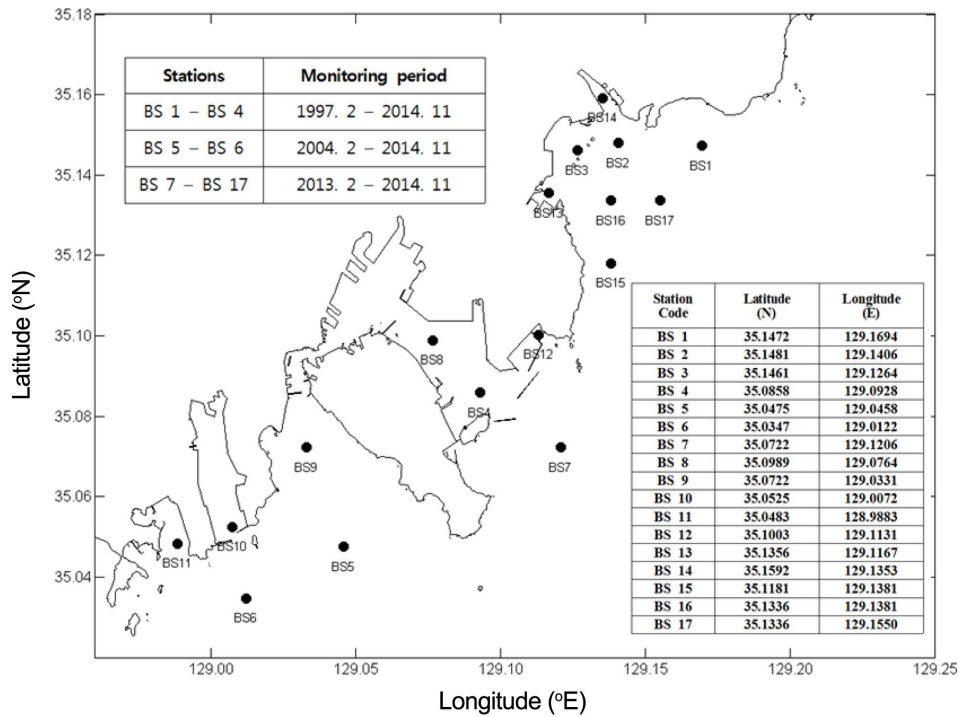 35.18
35.16
35.14
35.12
35.10
35.08
35.06
35.04
Latitude (ºN)
Stations Monitoring period
BS 1 – BS 4 1997. 2 – 2014. 11
BS 5 – BS 6 2004. 2 – 2014. 11
BS 7 – BS 17 2013. 2 – 2014. 11
BS14
BS2
BS3
BS1
BS13
BS16
BS17
BS15
BS12
BS8
BS4
BS9
BS7
BS10
BS11
BS5
BS6
Station Code Latitude (N) Longitude (E)
BS 1 35.1472 129.1694
BS 2 35.1481 129.1406
BS 3 35.1461 129.1264
BS 4 35.0858 129.0928
BS 5 35.0475 129.0458
BS 6 35.0347 129.0122
BS 7 35.0722 129.1206
BS 8 35.0989 129.0764
BS 9 35.0722 129.0331
BS 10 35.0525 129.0072
BS 11 35.0483 128.9883
BS 12 35.1003 129.1131
BS 13 35.1356 129.1167
BS 14 35.1592 129.1353
BS 15 35.1181 129.1381
BS 16 35.1336 129.1381
BS 17 35.1336 129.1550
129.00 129.05 129.10 129.15 129.20 129.25
Longitude (ºE)